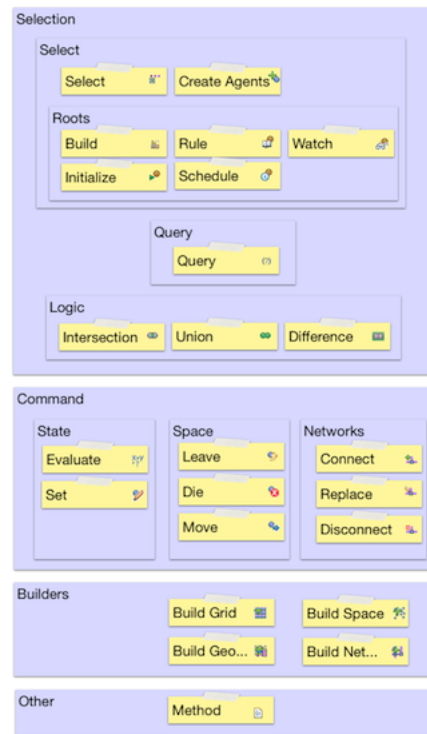 Selection
Select
Select
Create Agents
Roots
Build
Rule
Watch
Initialize
Schedule
Query
Query
Logic
Intersection
Union
Difference
Command
State
Space
Networks
Evaluate
Leave
Connect
Set
Die
Replace
Move
Disconnect
Builders
Build Grid
Build Space
Build Geo...
Build Net...
Other
Method